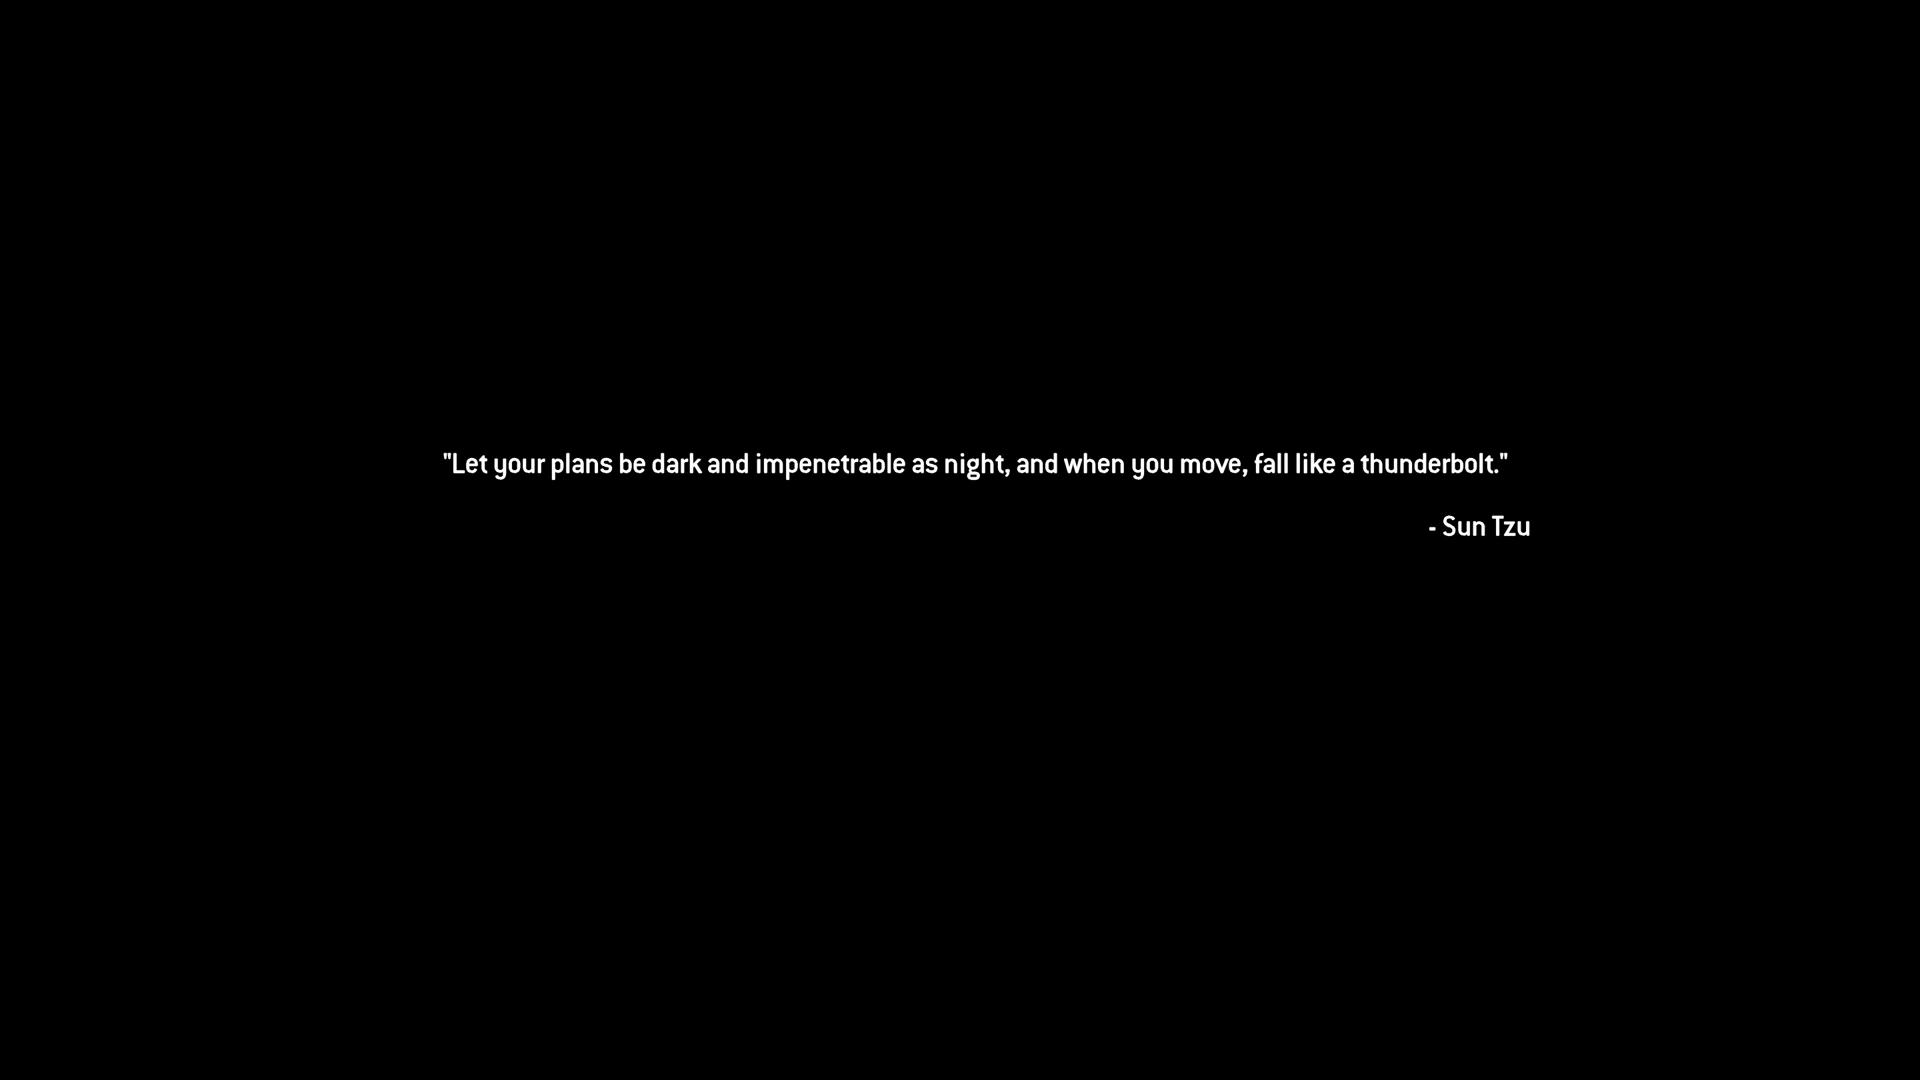 "Let your plans be dark and impenetrable as night, and when you move, fall like a thunderbolt."
- Sun Tzu